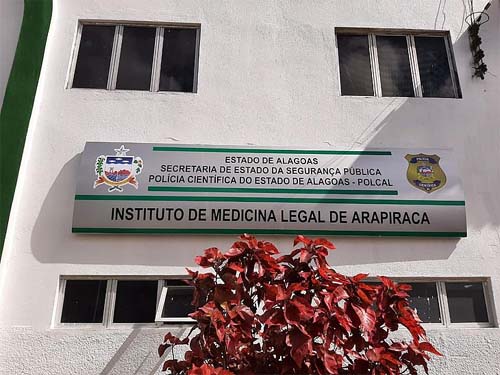 ESTADO DE ALAGOAS
SECRETARIA DE ESTADO DA SEGURANÇA PÚBLICA
POLÍCIA CIENTÍFICA DO ESTADO DE ALAGOAS - POLCAL
INSTITUTO DE MEDICINA LEGAL DE ARAPIRACA